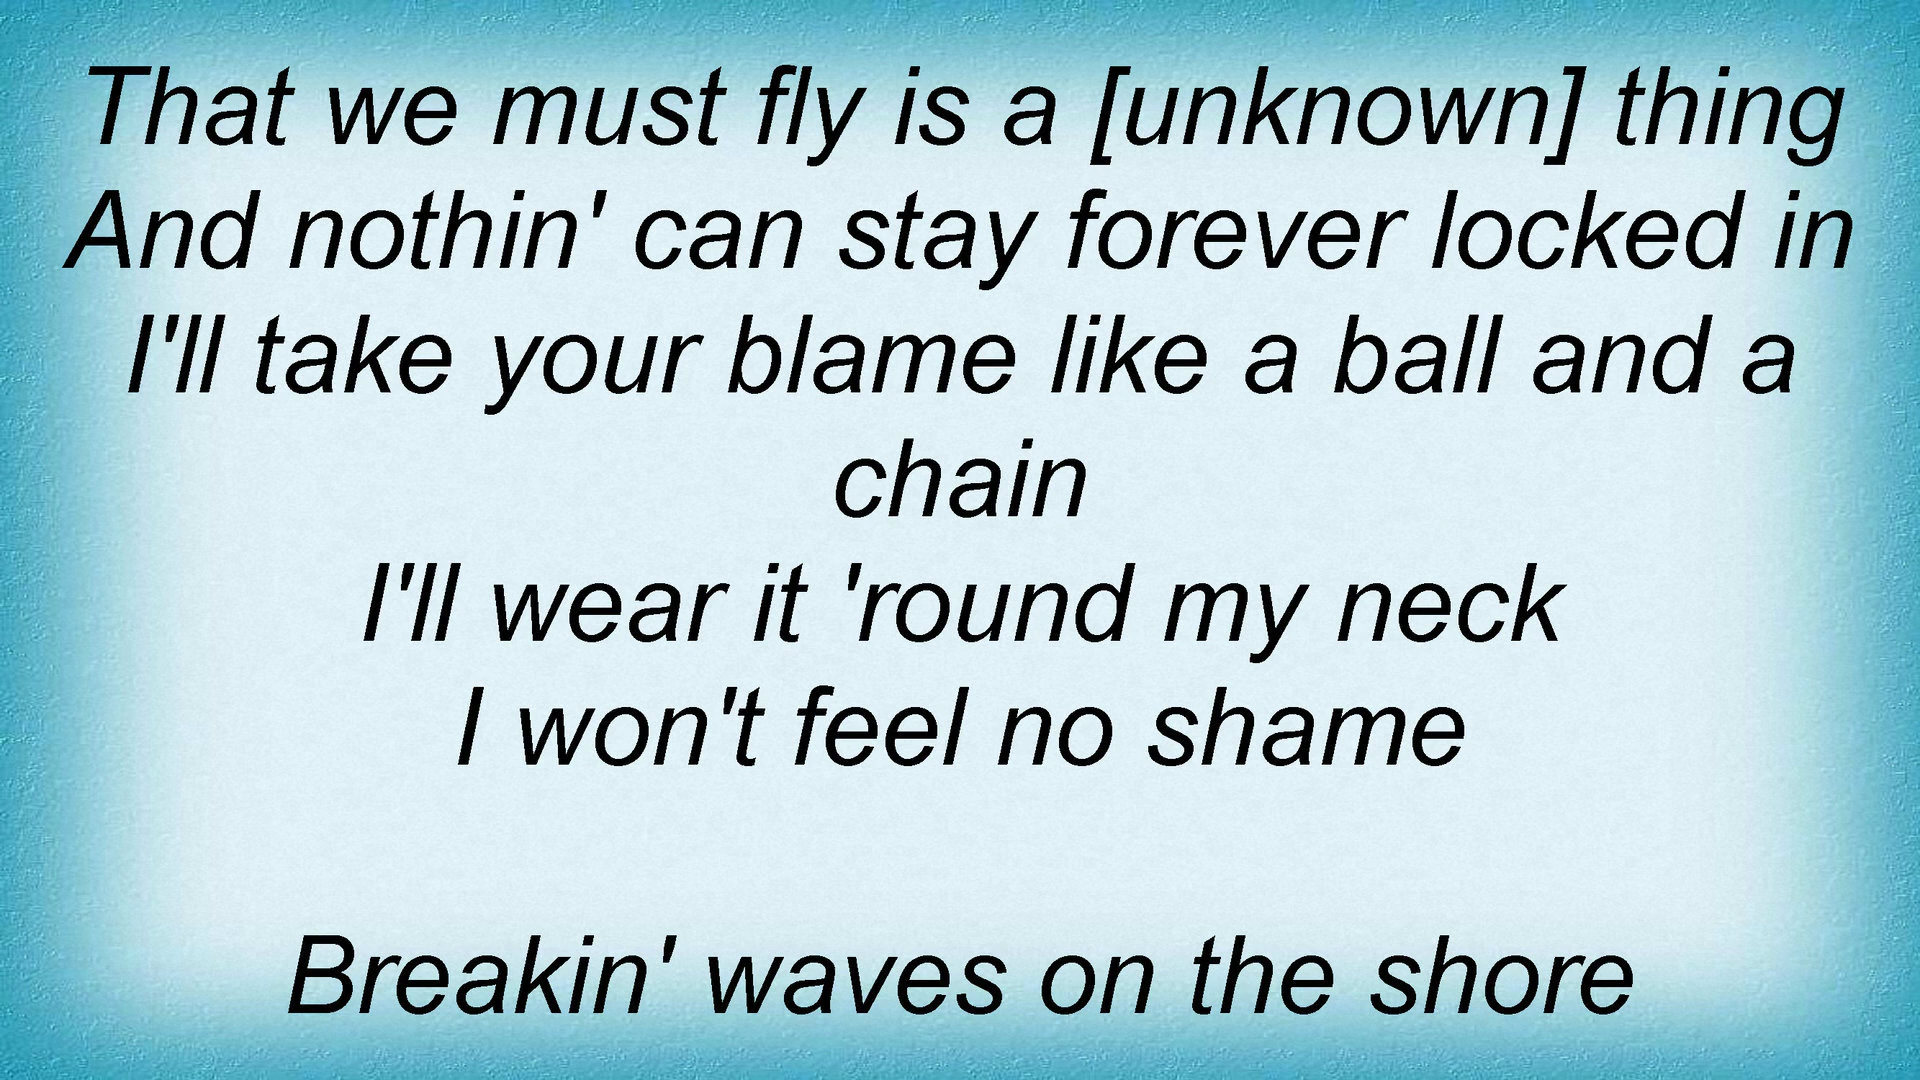 That we must fly is a [unknown] thing
And nothin' can stay forever locked in
I'll take your blame like a ball and a
chain
I'll wear it 'round my neck
I won't feel no shame
Breakin' waves on the shore